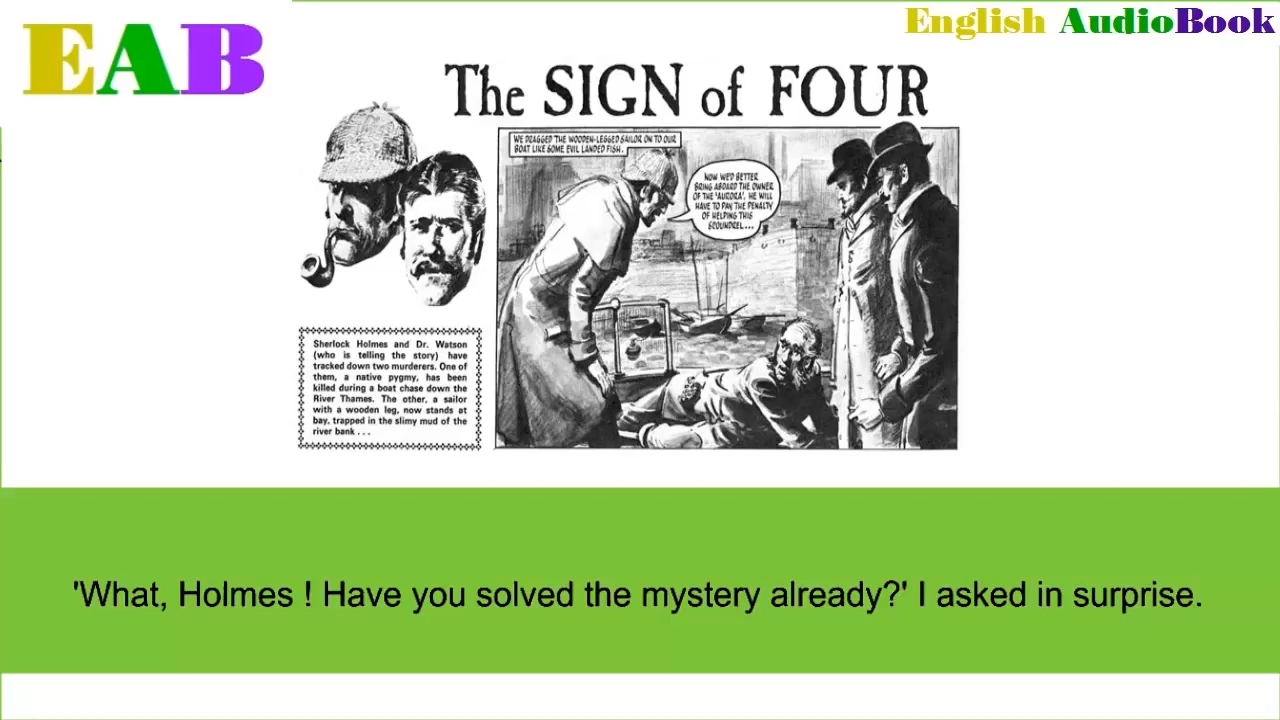 EAB
English AudioBook
The SIGN of FOUR
WE DRAGGED THE WOODEN-LEGGED SAILOR ON TO OUR
BOAT LIKE SOME EVIL LANDED FISH.
NOW WE'D BETTER
BRING ABOARD THE OWNER
OF THE 'AURORA'. HE WILL
HAVE TO PAY THE PENALTY
OF HELPING THIS
SCOUNDREL...
Sherlock Holmes and Dr. Watson
(who is telling the story) have
tracked down two murderers. One of
them, a native pygmy, has been
killed during a boat chase down the
River Thames. The other, a sailor
with a wooden leg, now stands at
bay, trapped in the slimy mud of the
river bank . . .
'What, Holmes ! Have you solved the mystery already?' I asked in surprise.